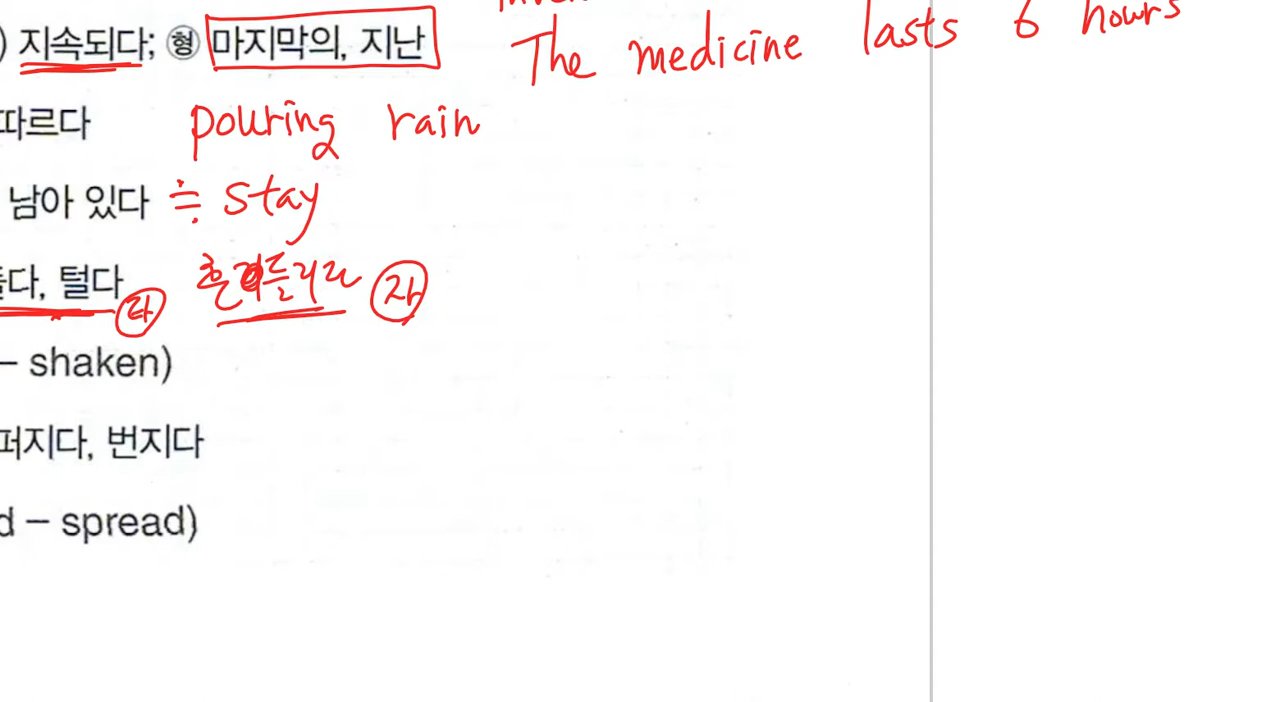 ) 지속되다; 형 마지막의, 지난 The medicine lasts 6 hours
따르다 pouring rain
남아 있다 ≒ stay
다, 털다 타 흔들리다 자
– shaken)
퍼지다, 번지다
d – spread)